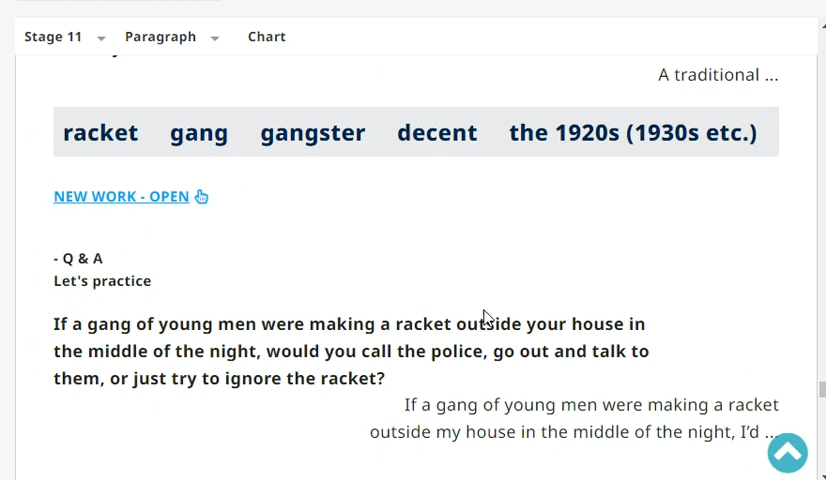 Stage 11 Paragraph Chart
A traditional ...
racket gang gangster decent the 1920s (1930s etc.)
NEW WORK - OPEN
- Q & A
Let's practice
If a gang of young men were making a racket outside your house in
the middle of the night, would you call the police, go out and talk to
them, or just try to ignore the racket?
If a gang of young men were making a racket
outside my house in the middle of the night, I'd ...